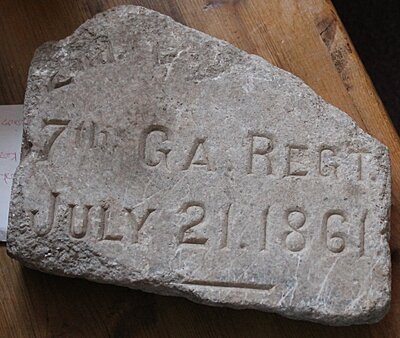 7th GA. REGT.
JULY 21. 1861.